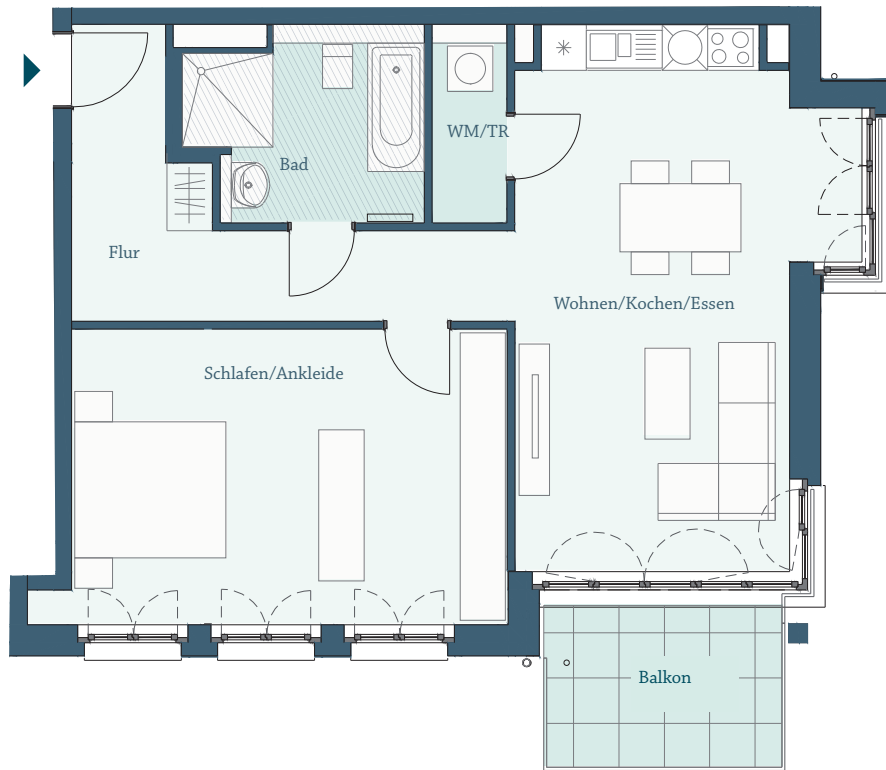 WM/TR
Bad
Flur
Wohnen/Kochen/Essen
Schlafen/Ankleide
Balkon